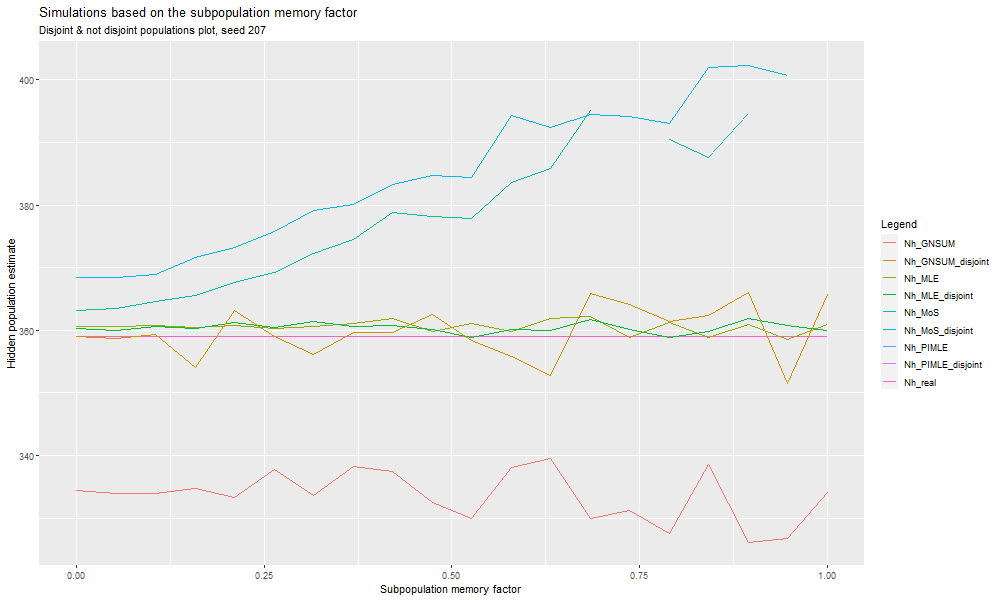 Simulations based on the subpopulation memory factor
Disjoint & not disjoint populations plot, seed 207
400
380
360
340
Hidden population estimate
0.00
0.25
0.50
0.75
1.00
Subpopulation memory factor
Legend
Nh_GNSUM
Nh_GNSUM_disjoint
Nh_MLE
Nh_MLE_disjoint
Nh_MoS
Nh_MoS_disjoint
Nh_PIMLE
Nh_PIMLE_disjoint
Nh_real